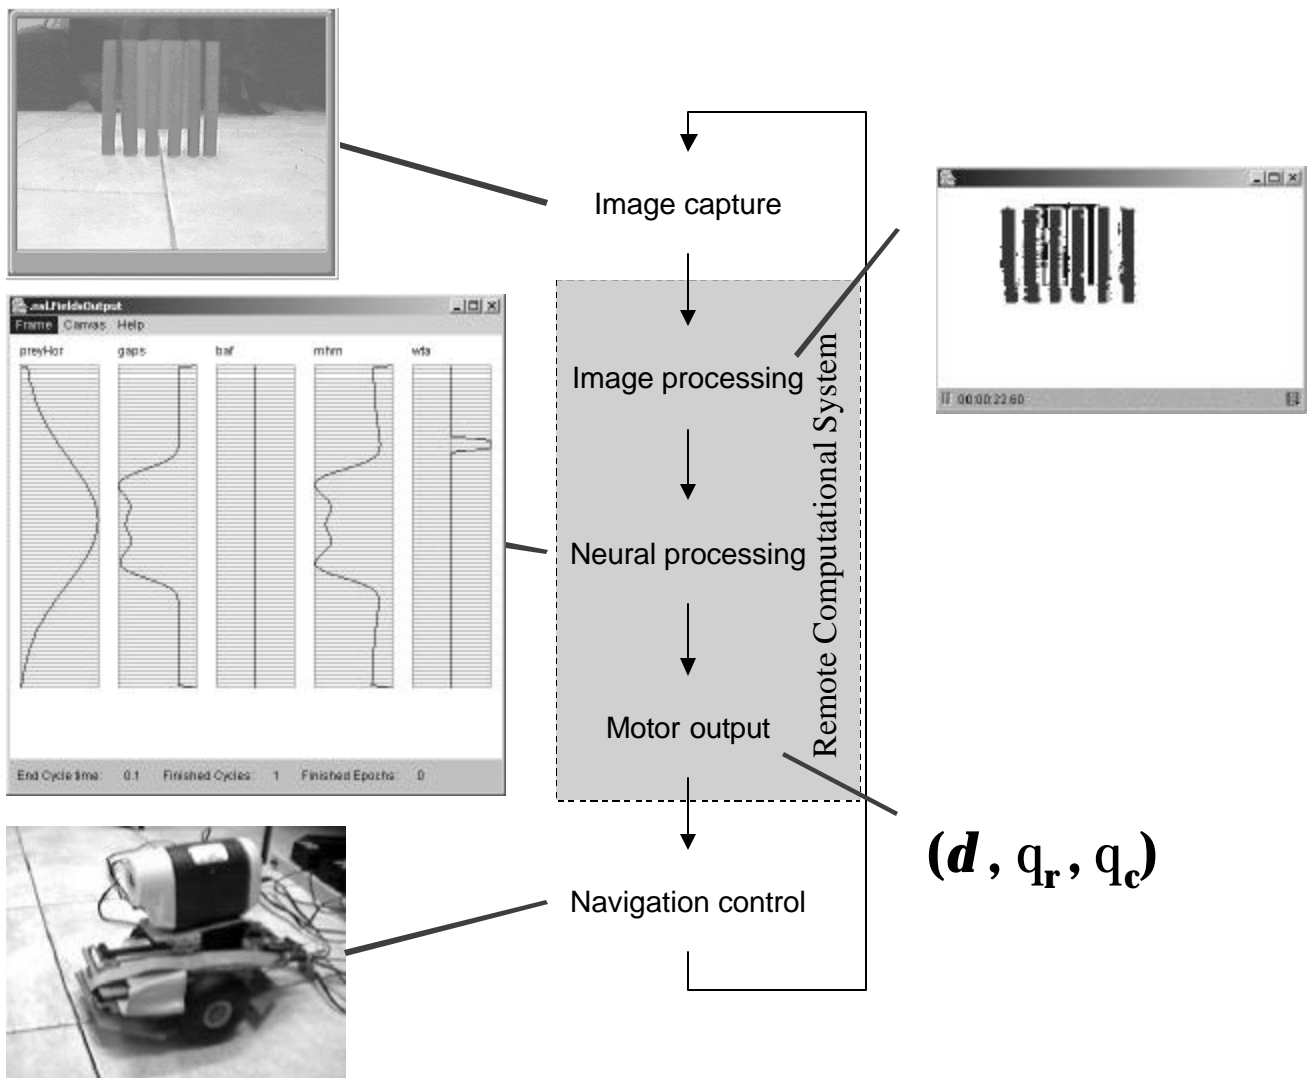 Image capture
Image processing
Neural processing
Motor output
Navigation control
Remote Computational System
.nslFieldsOutput
Frame Canvas Help
preyHor gaps baf mhm wta
End Cycle time: 0.1 Finished Cycles: 1 Finished Epochs: 0
00:00:22:60
(d, qr, qc)